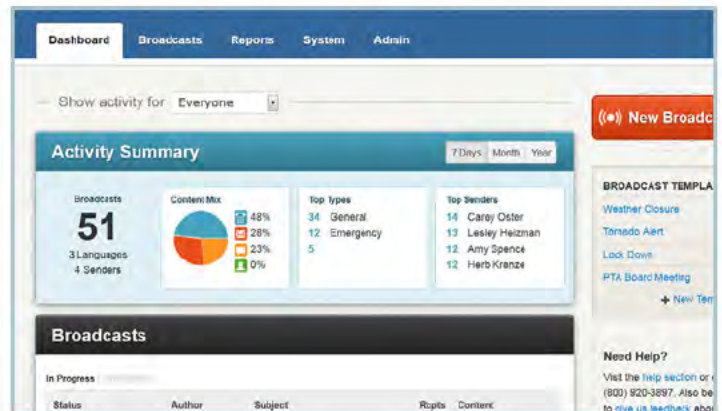 Dashboard Broadcasts Reports System Admin
Show activity for Everyone
((●)) New Broadc
Activity Summary
7 Days Month Year
Broadcasts
51
3 Languages
4 Senders
Content Mix
48%
28%
23%
0%
Top Types
34 General
12 Emergency
5
Top Senders
14 Carey Oster
13 Lesley Heizman
12 Amy Spence
12 Herb Kranze
BROADCAST TEMPLA
Weather Closure
Tornado Alert
Lock Down
PTA Board Meeting
+ New Tem
Broadcasts
In Progress
Status Author Subject Rcpts Content
Need Help?
Visit the help section or
(800) 920-3897. Also be
to give us feedback abou